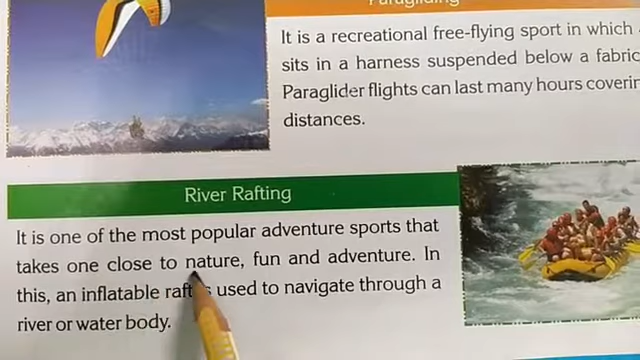 Paragliding
It is a recreational free-flying sport in which
sits in a harness suspended below a fabric
Paraglider flights can last many hours
distances.
River Rafting
It is one of the most popular adventure sports that
takes one close to nature, fun and adventure. In
this, an inflatable raft used to navigate through a
river or water body.